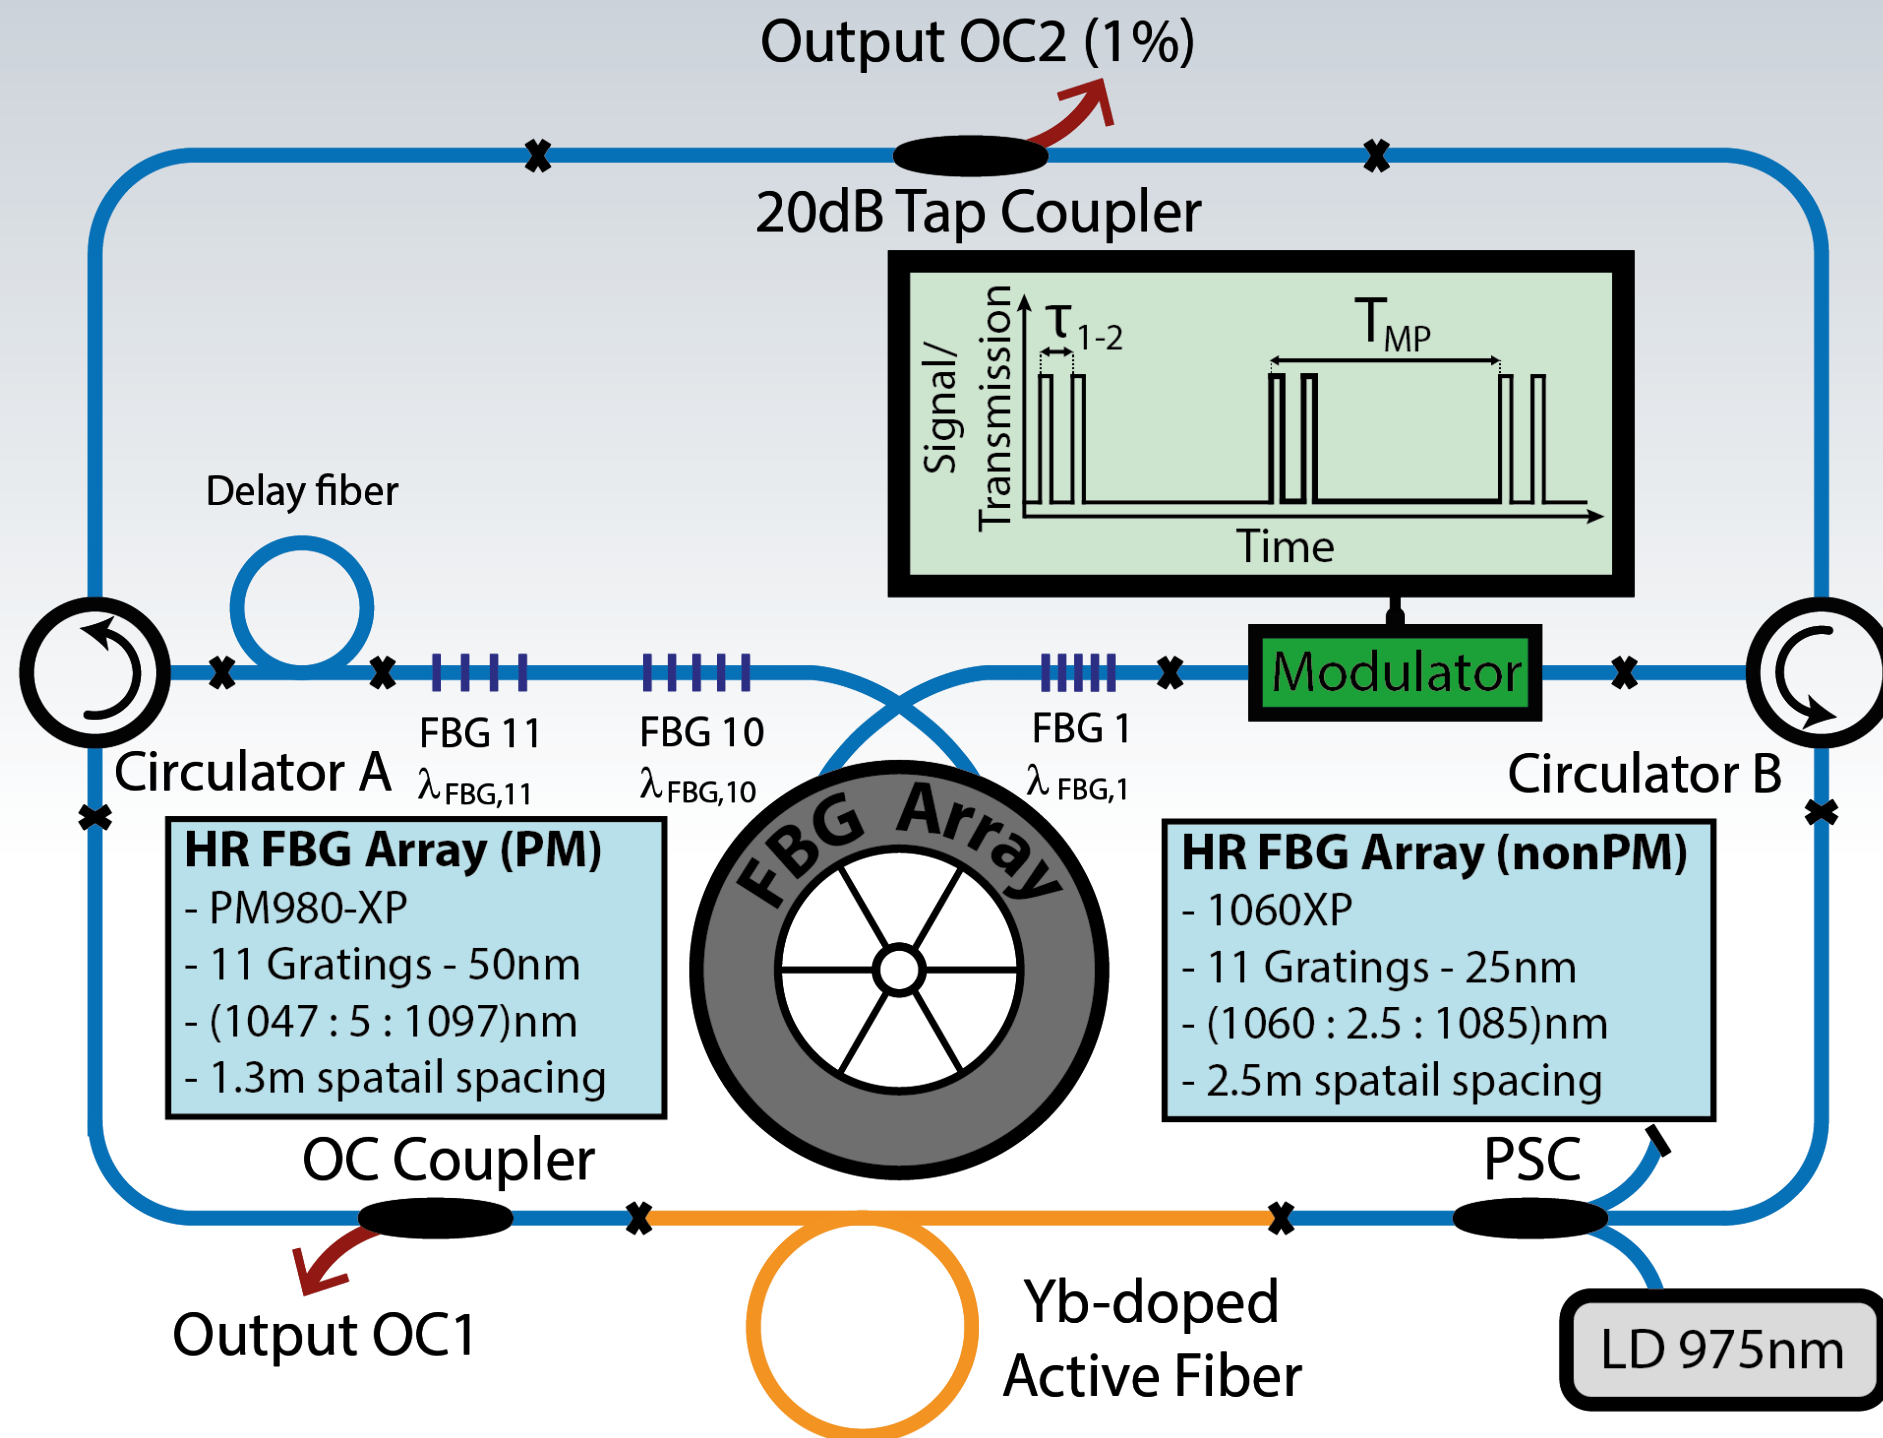 Output OC2 (1%)
20dB Tap Coupler
Signal/
Transmission
τ1-2
TMP
Time
Delay fiber
Modulator
FBG 11
λFBG,11
FBG 10
λFBG,10
FBG 1
λFBG,1
Circulator A
Circulator B
FBG Array
HR FBG Array (PM)
- PM980-XP
- 11 Gratings - 50nm
- (1047 : 5 : 1097)nm
- 1.3m spatail spacing
HR FBG Array (nonPM)
- 1060XP
- 11 Gratings - 25nm
- (1060 : 2.5 : 1085)nm
- 2.5m spatail spacing
OC Coupler
PSC
Output OC1
Yb-doped
Active Fiber
LD 975nm